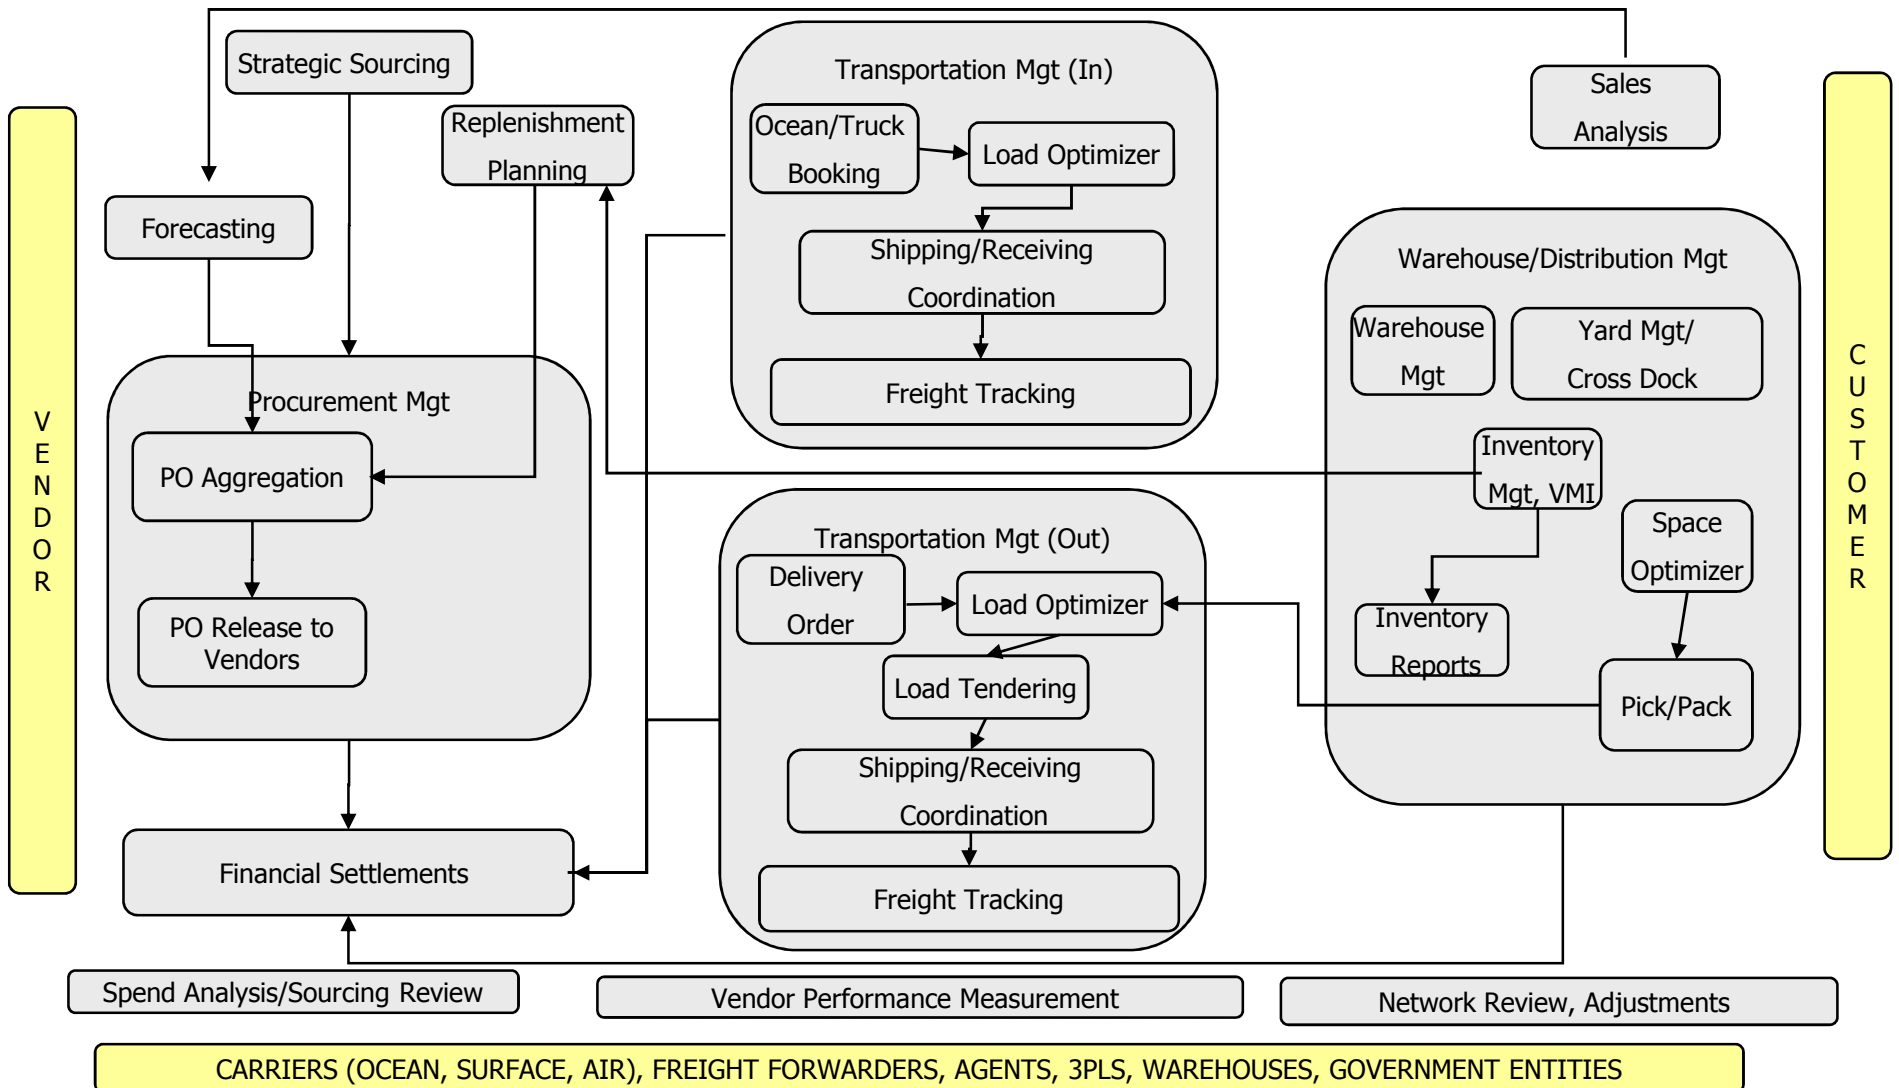 Strategic Sourcing
Transportation Mgt (In)
Sales
Analysis
Replenishment
Planning
Ocean/Truck
Booking
Load Optimizer
Forecasting
Shipping/Receiving
Coordination
Freight Tracking
Warehouse/Distribution Mgt
Warehouse
Mgt
Yard Mgt/
Cross Dock
V
E
N
D
O
R
C
U
S
T
O
M
E
R
Procurement Mgt
PO Aggregation
PO Release to
Vendors
Inventory
Mgt, VMI
Space
Optimizer
Inventory
Reports
Pick/Pack
Transportation Mgt (Out)
Delivery
Order
Load Optimizer
Load Tendering
Shipping/Receiving
Coordination
Freight Tracking
Financial Settlements
Spend Analysis/Sourcing Review
Vendor Performance Measurement
Network Review, Adjustments
CARRIERS (OCEAN, SURFACE, AIR), FREIGHT FORWARDERS, AGENTS, 3PLS, WAREHOUSES, GOVERNMENT ENTITIES